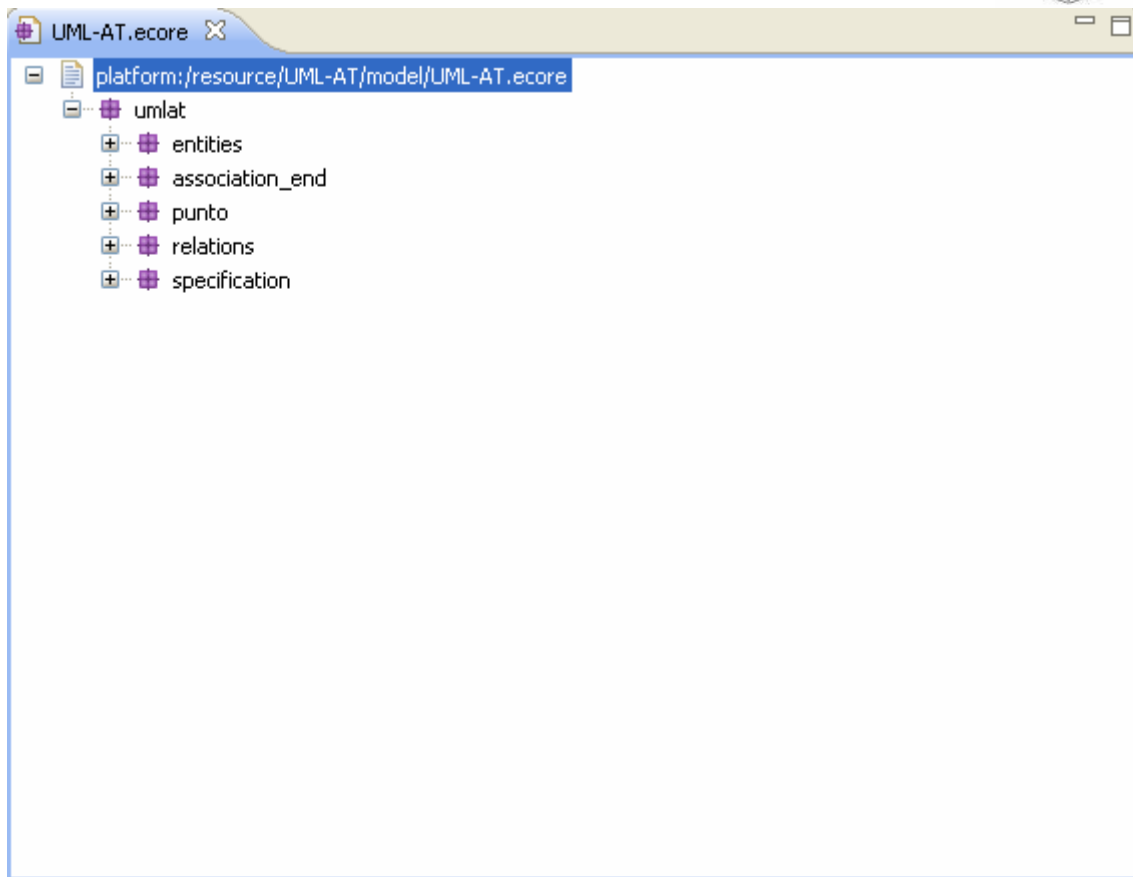 UML-AT.ecore
platform:/resource/UML-AT/model/UML-AT.ecore
umlat
entities
association_end
punto
relations
specification